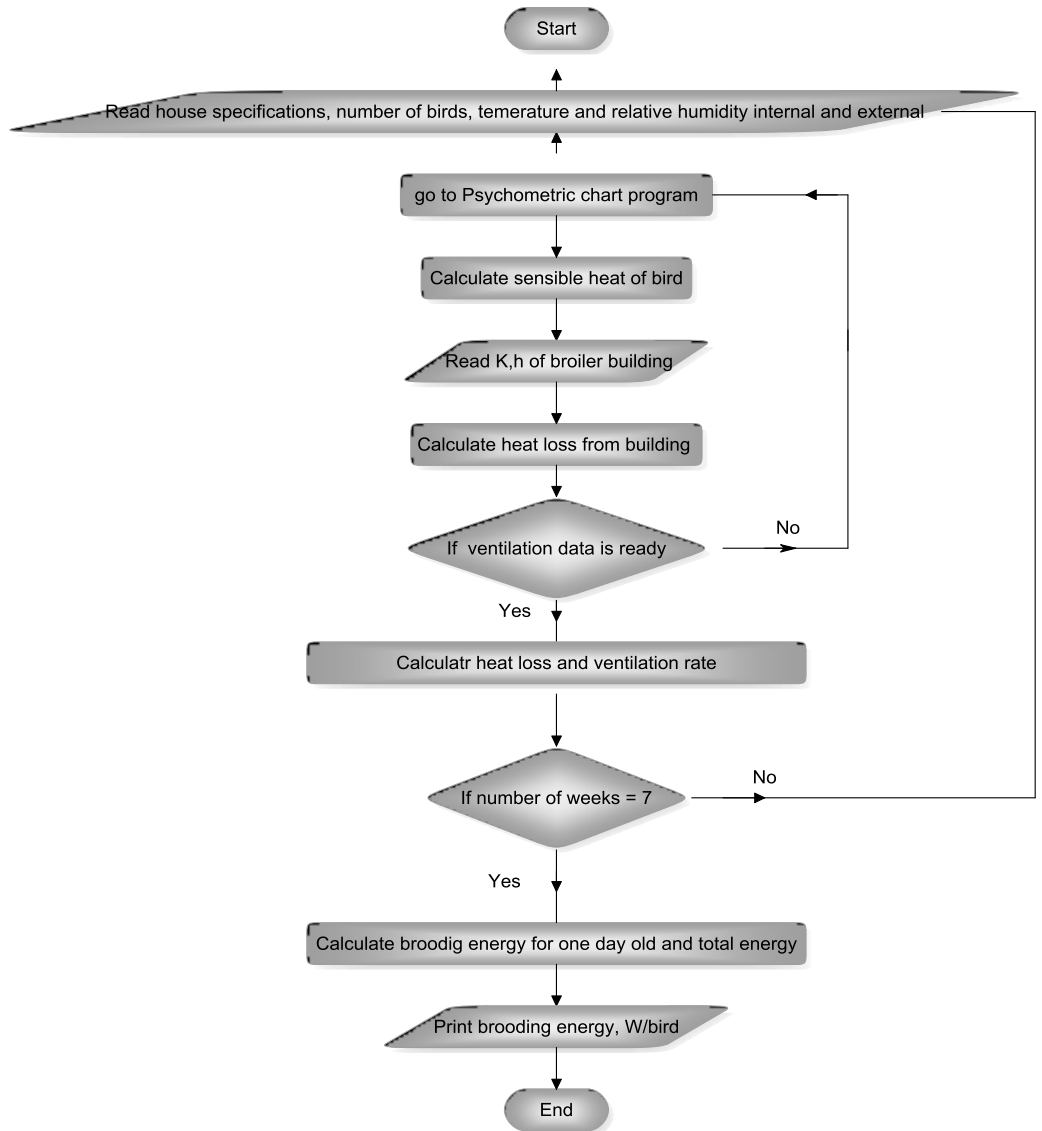 Start
Read house specifications, number of birds, temerature and relative humidity internal and external
go to Psychometric chart program
Calculate sensible heat of bird
Read K,h of broiler building
Calculate heat loss from building
If ventilation data is ready
No
Yes
Calculatr heat loss and ventilation rate
If number of weeks = 7
No
Yes
Calculate broodig energy for one day old and total energy
Print brooding energy, W/bird
End